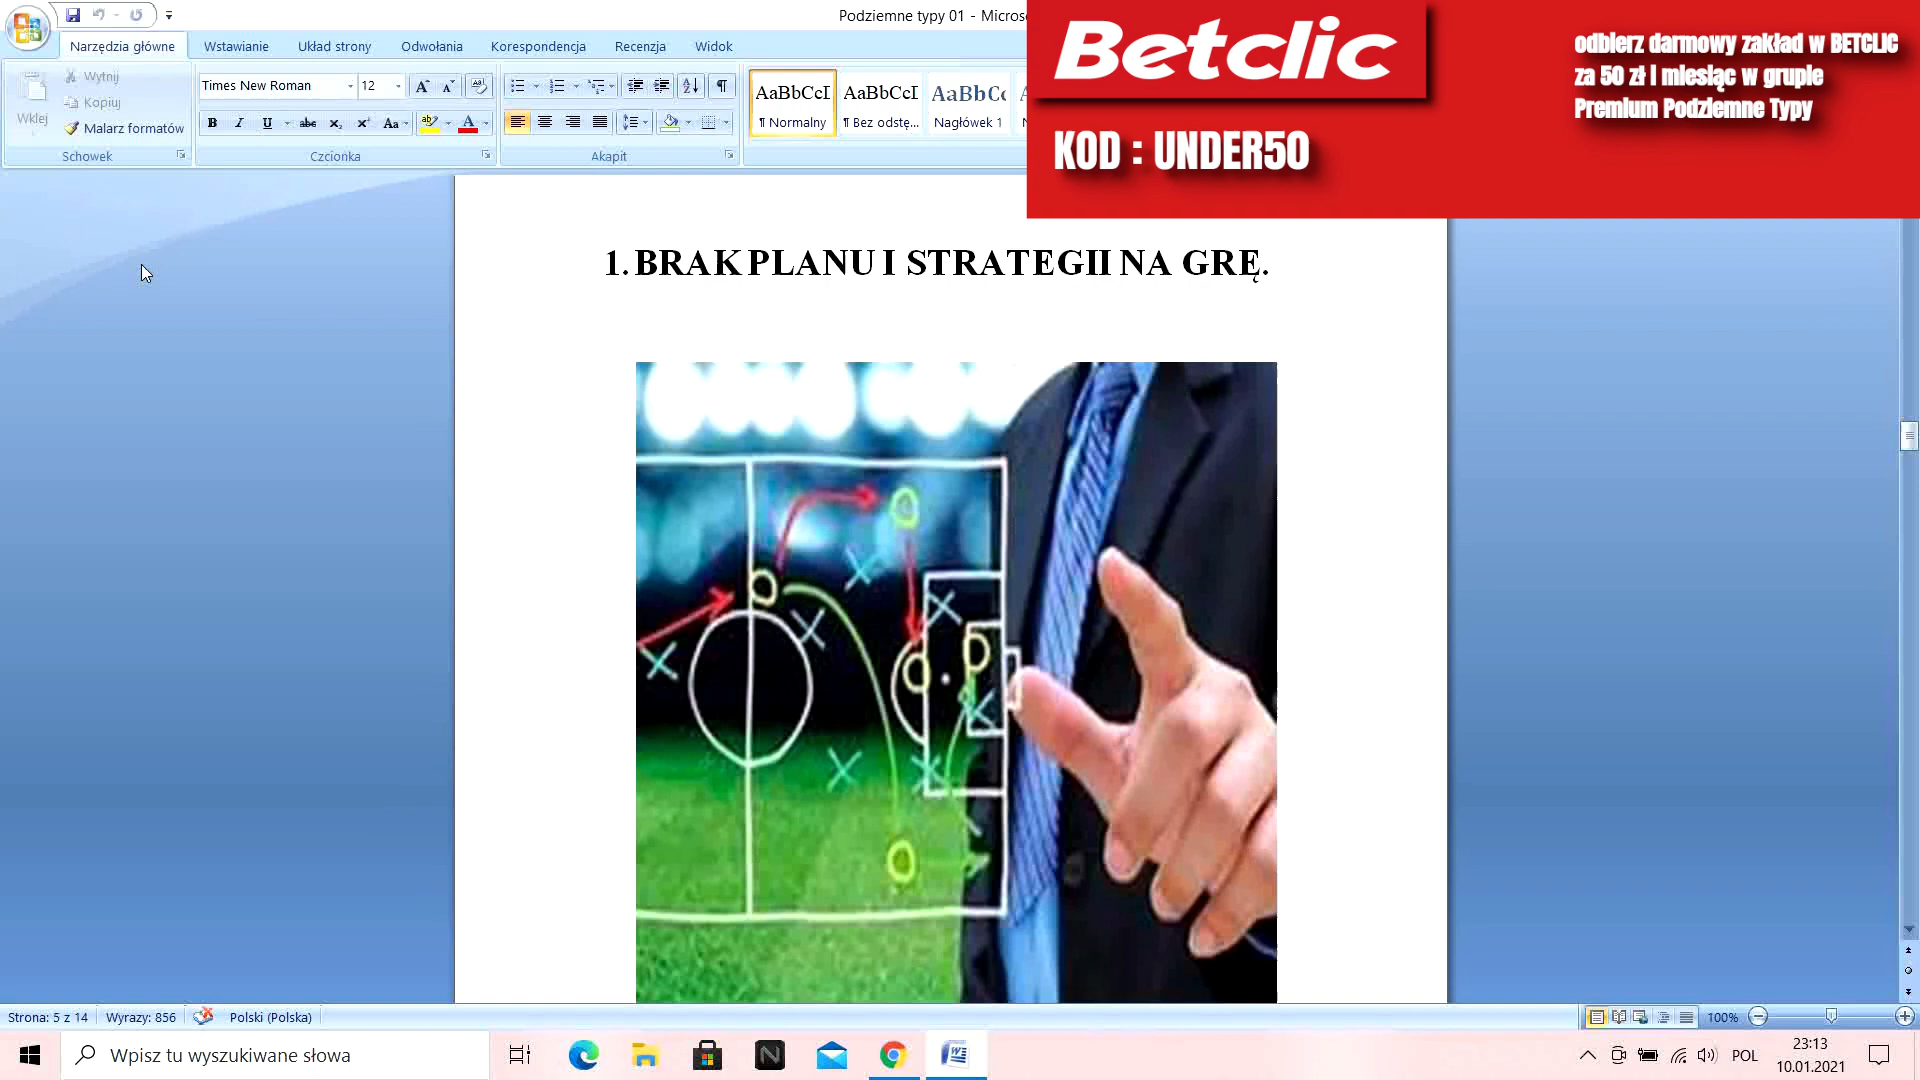 Podziemne typy 01 - Micros
Narzędzia główne
Wstawianie
Układ strony
Odwołania
Korespondencja
Recenzja
Widok
Wklej
Wytnij
Kopiuj
Malarz formatów
Schowek
Times New Roman
12
Czcionka
Akapit
AaBbCcI
¶ Normalny
AaBbCcI
¶ Bez odstę...
AaBbCc
Nagłówek 1
Betclic
KOD : UNDER50
odbierz darmowy zakład w BETCLIC
za 50 zł i miesiąc w grupie
Premium Podziemne Typy
1. BRAK PLANU I STRATEGII NA GRĘ.
Strona: 5 z 14
Wyrazy: 856
Polski (Polska)
100%
Wpisz tu wyszukiwane słowa
POL
23:13
10.01.2021